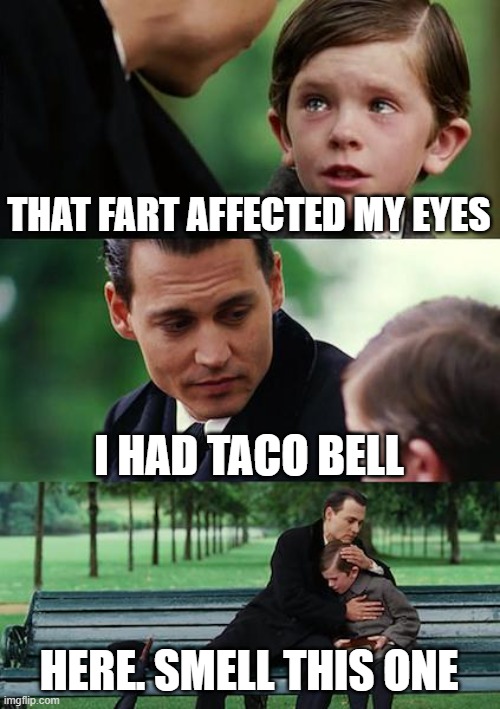 THAT FART AFFECTED MY EYES
I HAD TACO BELL
HERE. SMELL THIS ONE
imgflip.com